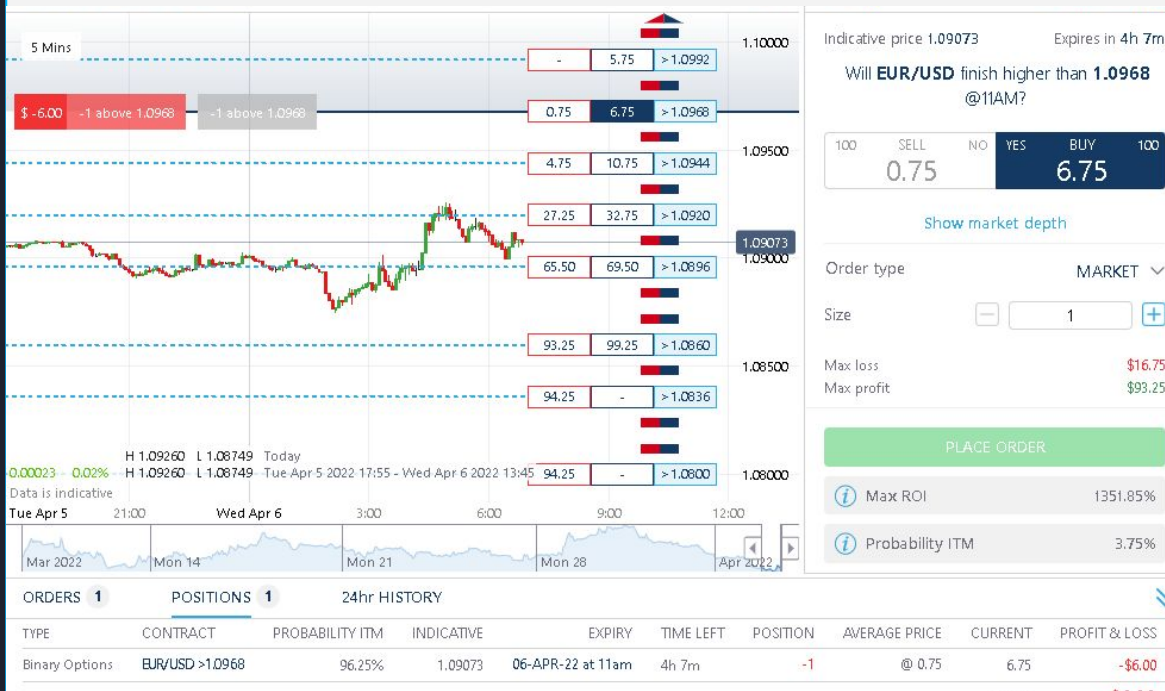 5 Mins
$ -6.00 -1 above 1.0968 -1 above 1.0968
- 5.75 >1.0992
0.75 6.75 >1.0968
4.75 10.75 >1.0944
27.25 32.75 >1.0920
65.50 69.50 >1.0896
93.25 99.25 >1.0860
94.25 - >1.0836
94.25 - >1.0800
1.10000
1.09500
1.09073
1.09000
1.08500
1.08000
H 1.09260 L 1.08749 Today
0.00023 0.02% H 1.09260 L 1.08749 Tue Apr 5 2022 17:55 - Wed Apr 6 2022 13:45
Data is indicative
Tue Apr 5 21:00 Wed Apr 6 3:00 6:00 9:00 12:00
Mar 2022 Mon 14 Mon 21 Mon 28 Apr 2022
Indicative price 1.09073 Expires in 4h 7m
Will EUR/USD finish higher than 1.0968
@11AM?
100 SELL NO YES BUY 100
0.75 6.75
Show market depth
Order type MARKET
Size 1
Max loss $16.75
Max profit $93.25
PLACE ORDER
Max ROI 1351.85%
Probability ITM 3.75%
ORDERS 1 POSITIONS 1 24hr HISTORY
TYPE CONTRACT PROBABILITY ITM INDICATIVE EXPIRY TIME LEFT POSITION AVERAGE PRICE CURRENT PROFIT & LOSS
Binary Options EUR/USD >1.0968 96.25% 1.09073 06-APR-22 at 11am 4h 7m -1 @ 0.75 6.75 -$6.00